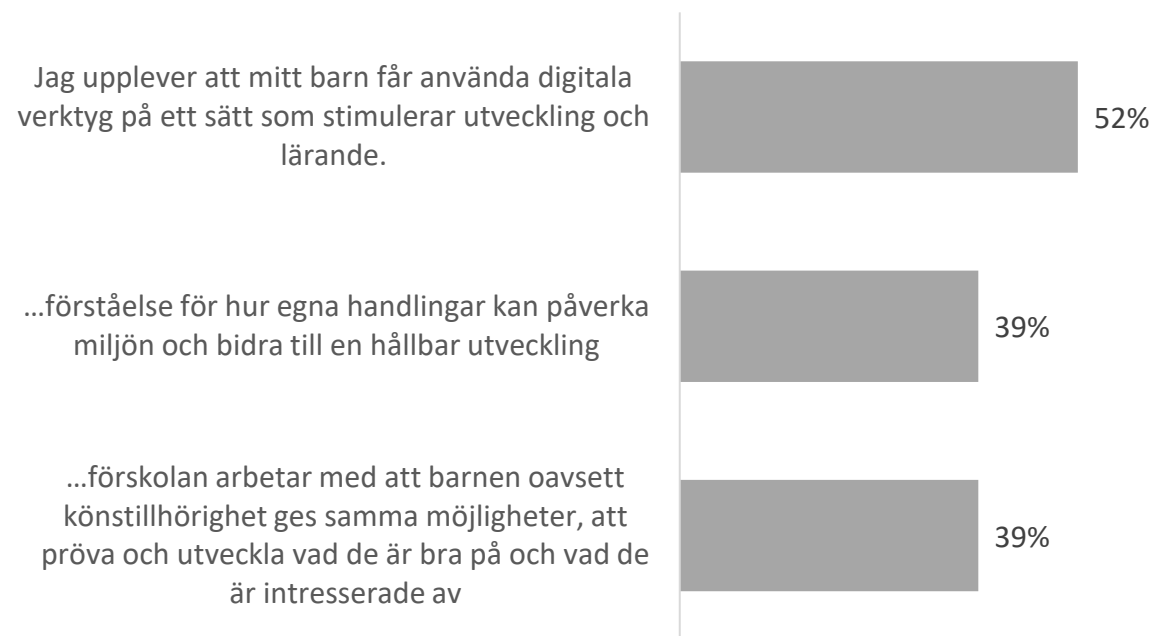 Jag upplever att mitt barn får använda digitala
verktyg på ett sätt som stimulerar utveckling och
lärande.
52%
...förståelse för hur egna handlingar kan påverka
miljön och bidra till en hållbar utveckling
39%
...förskolan arbetar med att barnen oavsett
könstillhörighet ges samma möjligheter, att
pröva och utveckla vad de är bra på och vad de
är intresserade av
39%